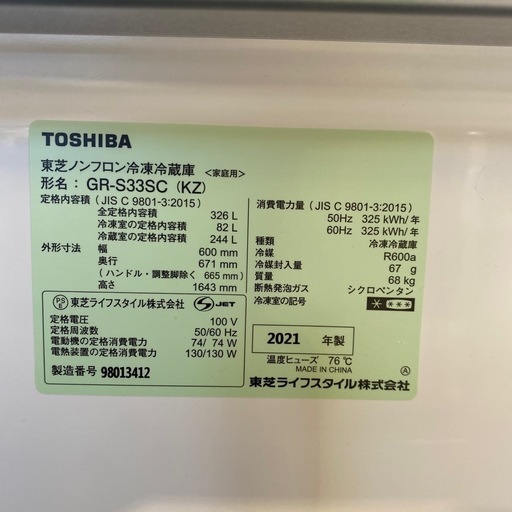 TOSHIBA
東芝ノンフロン冷凍冷蔵庫 <家庭用>
形名： GR-S33SC (KZ)
定格内容積 (JIS C 9801-3:2015)
全定格内容積 326 L
冷凍室の定格内容積 82 L
冷蔵室の定格内容積 244 L
外形寸法 幅 600 mm
奥行 671 mm
(ハンドル・調整脚除く 665 mm)
高さ 1643 mm
PS E 東芝ライフスタイル株式会社 S JET
定格電圧 100 V
定格周波数 50/60 Hz
電動機の定格消費電力 74/ 74 W
電熱装置の定格消費電力 130/130 W
製造番号 98013412
消費電力量 (JIS C 9801-3:2015)
50Hz 325 kWh/年
60Hz 325 kWh/年
種類 冷凍冷蔵庫
冷媒 R600a
冷媒封入量 67 g
質量 68 kg
断熱発泡ガス シクロペンタン
冷凍室の記号
2021 年製
温度ヒューズ 76 ℃
MADE IN CHINA
東芝ライフスタイル株式会社 Ⓐ